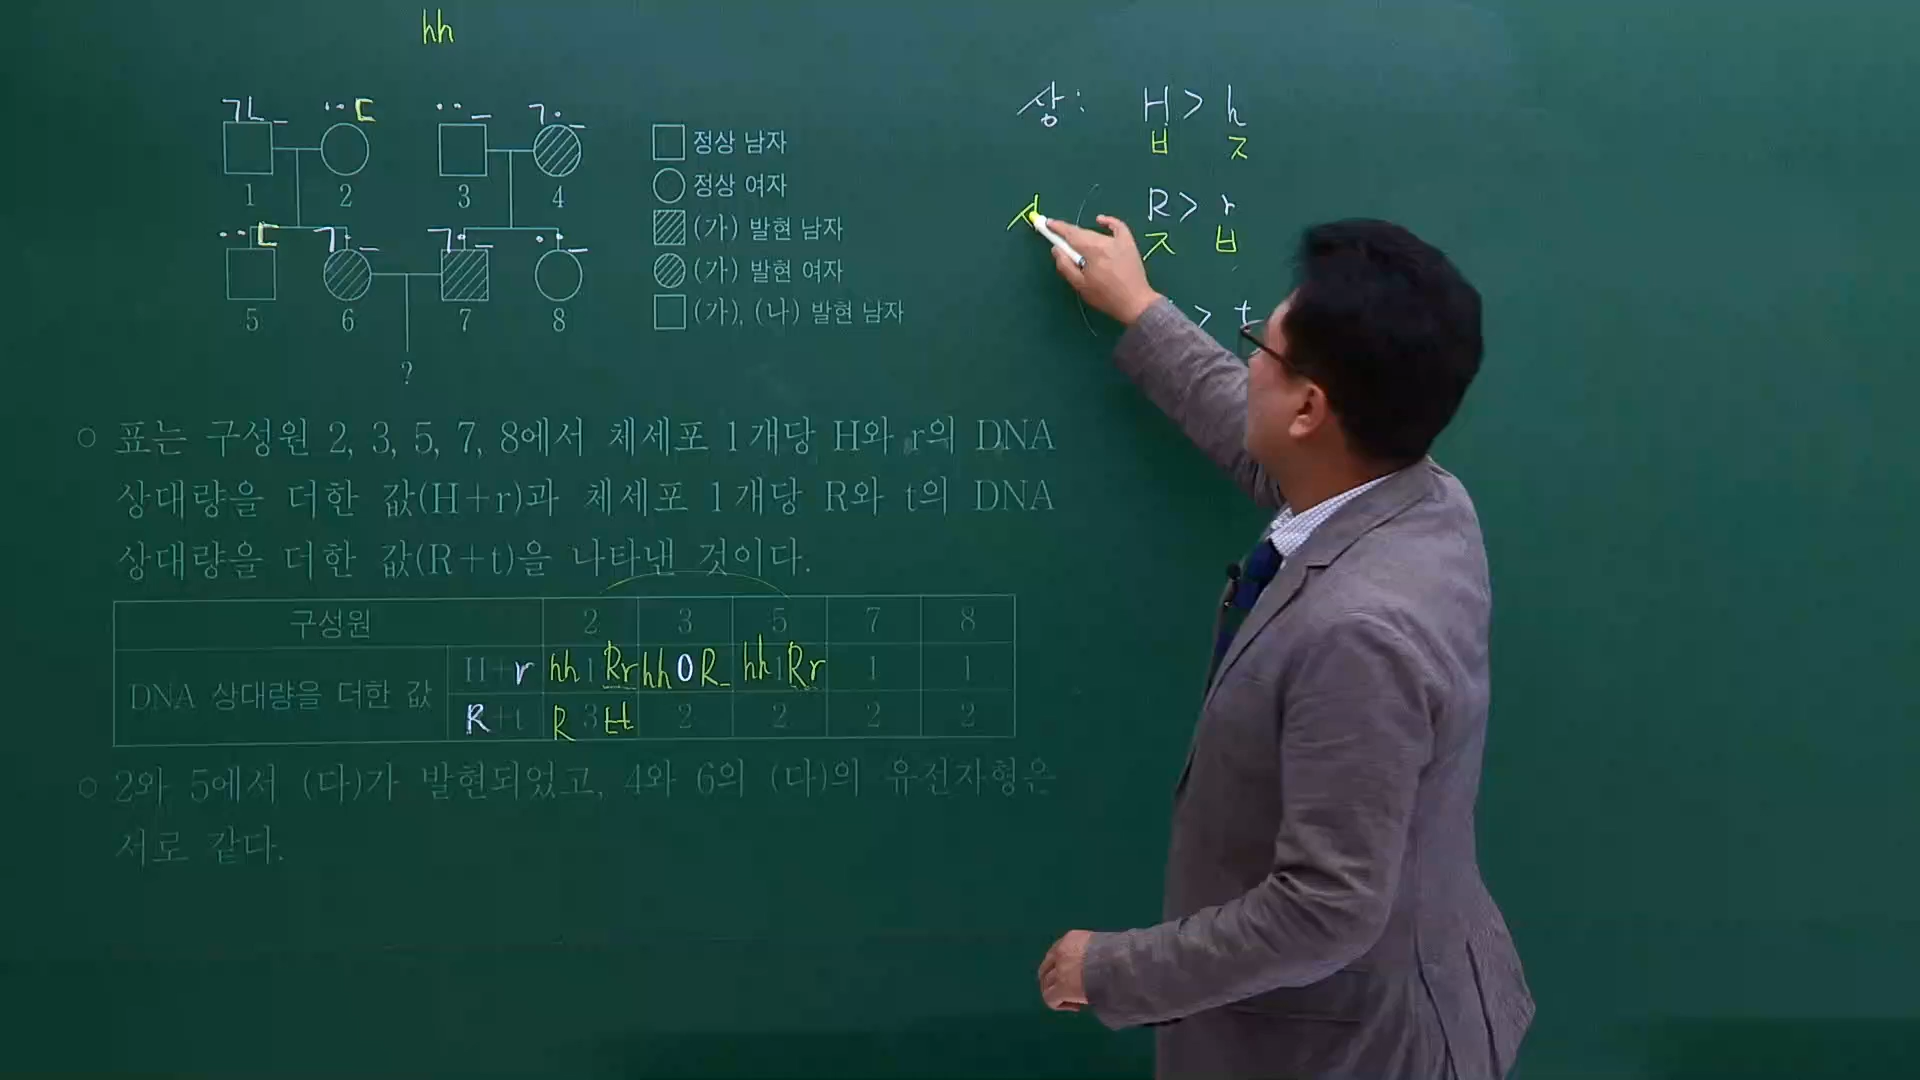 hh
ㄱㄴ_ ··ㄷ ··_ ㄱ·_
정상 남자
정상 여자
1 2 3 4
(가) 발현 남자
··ㄷ ㄱ·_ ㄱ·_ ··_
(가) 발현 여자
(가), (나) 발현 남자
5 6 7 8
?
상: H > h
ㅂ ㅈ
R > r
ㅈ ㅂ
> t
○ 표는 구성원 2, 3, 5, 7, 8에서 체세포 1개당 H와 r의 DNA
상대량을 더한 값(H+r)과 체세포 1개당 R와 t의 DNA
상대량을 더한 값(R+t)을 나타낸 것이다.
구성원 2 3 5 7 8
DNA 상대량을 더한 값
H+r hh 1 Rr hh 0 R_ hh 1 Rr 1 1
R+t R 3 tt 2 2 2 2
○ 2와 5에서 (다)가 발현되었고, 4와 6의 (다)의 유전자형은
서로 같다.